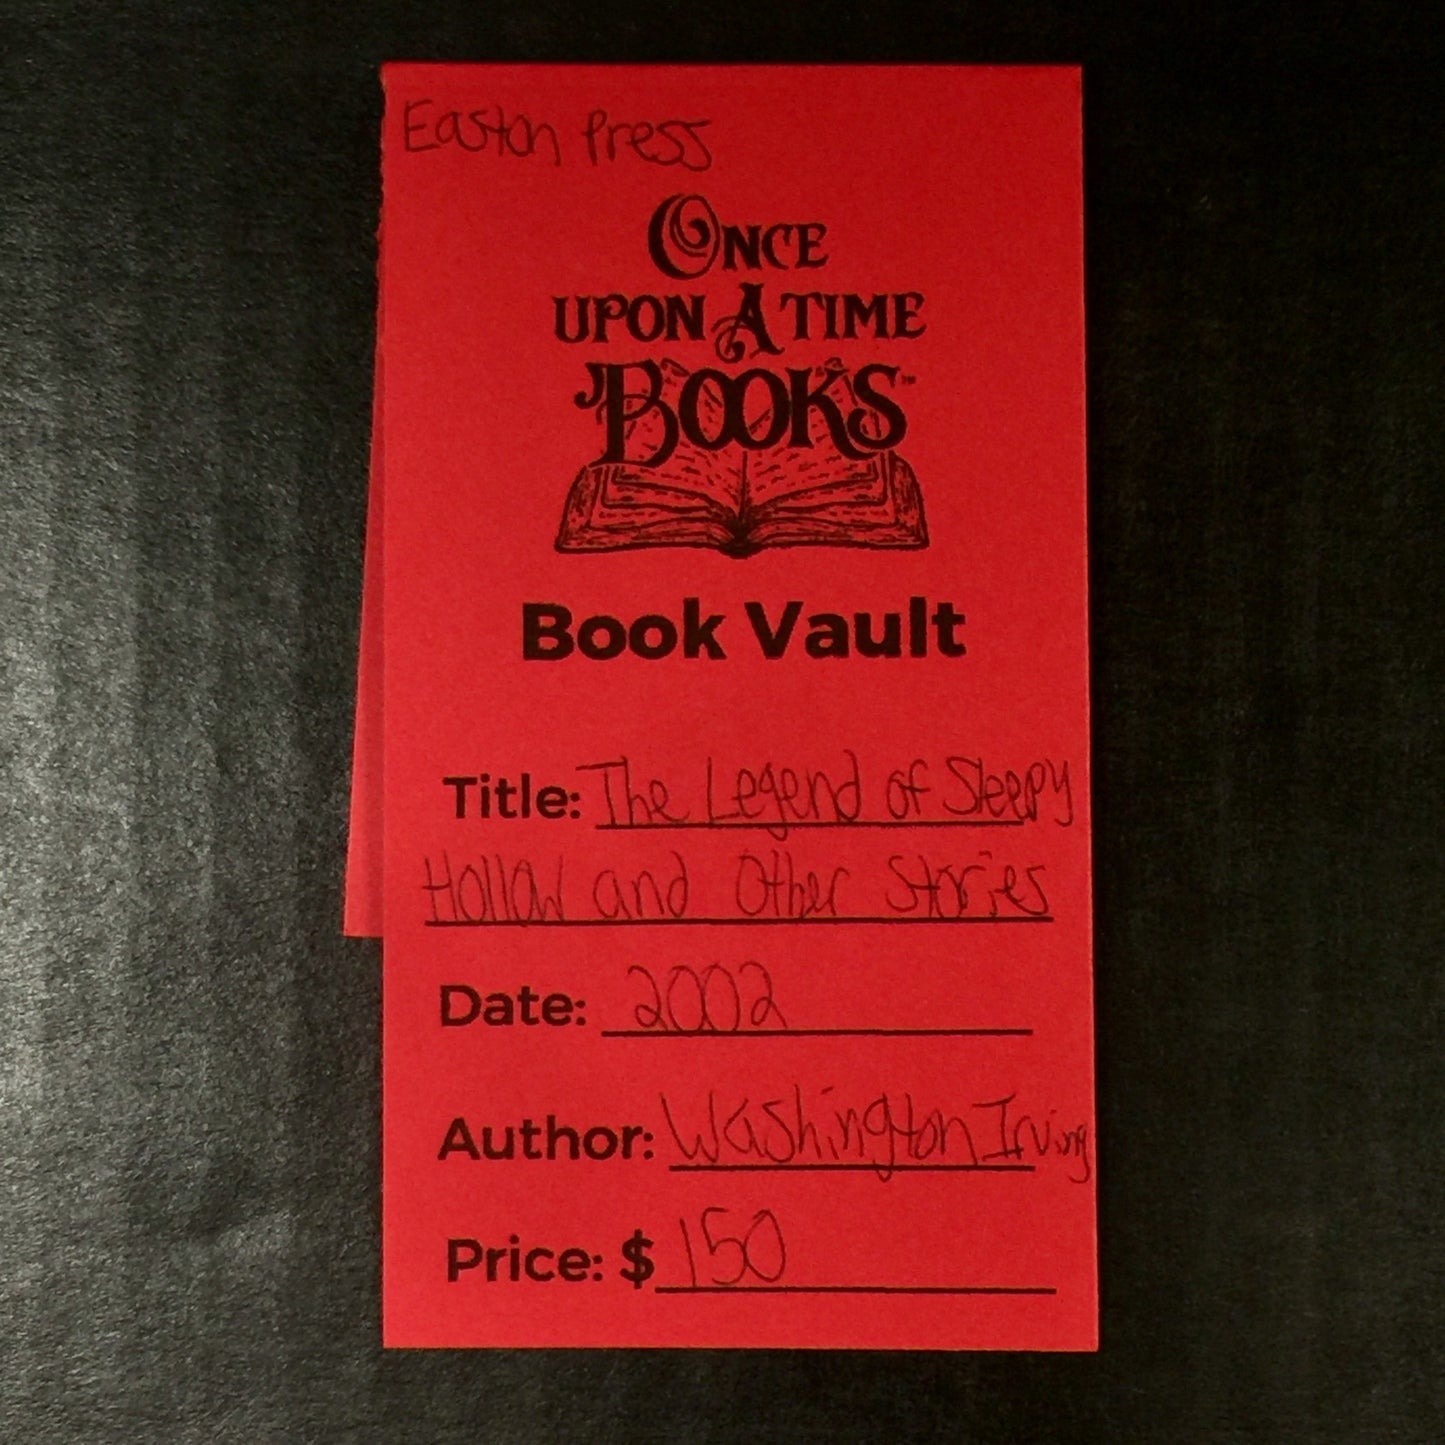 Easton Press
ONCE
UPON A TIME
BOOKS™
Book Vault
Title: The Legend of Sleepy
Hollow and Other Stories
Date: 2002
Author: Washington Irving
Price: $ 150